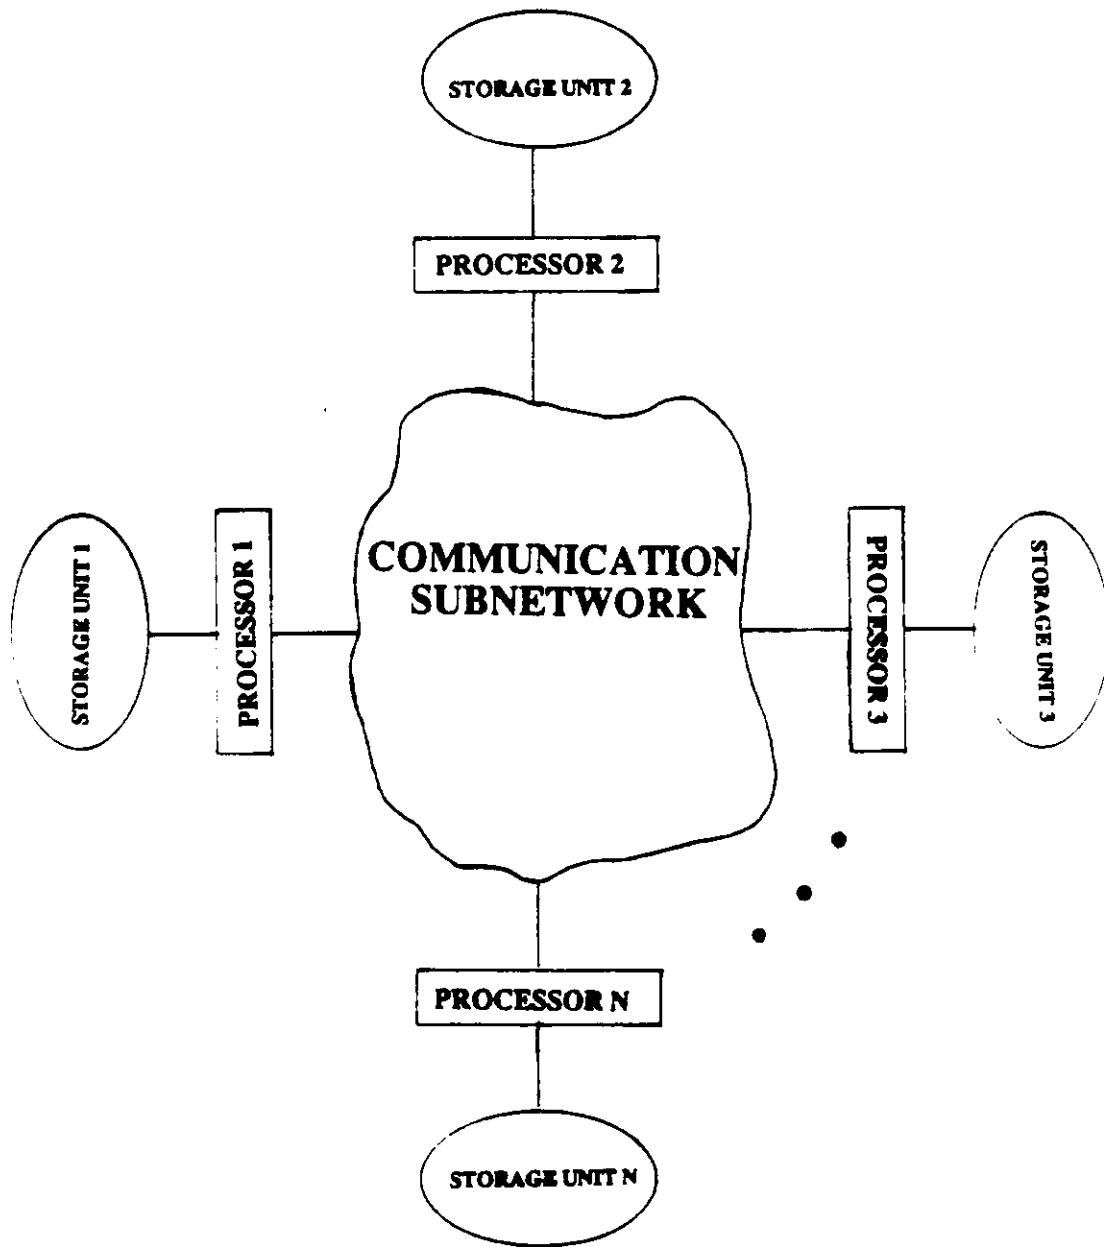 STORAGE UNIT 2
PROCESSOR 2
COMMUNICATION
SUBNETWORK
STORAGE UNIT 1
PROCESSOR 1
PROCESSOR 3
STORAGE UNIT 3
PROCESSOR N
STORAGE UNIT N